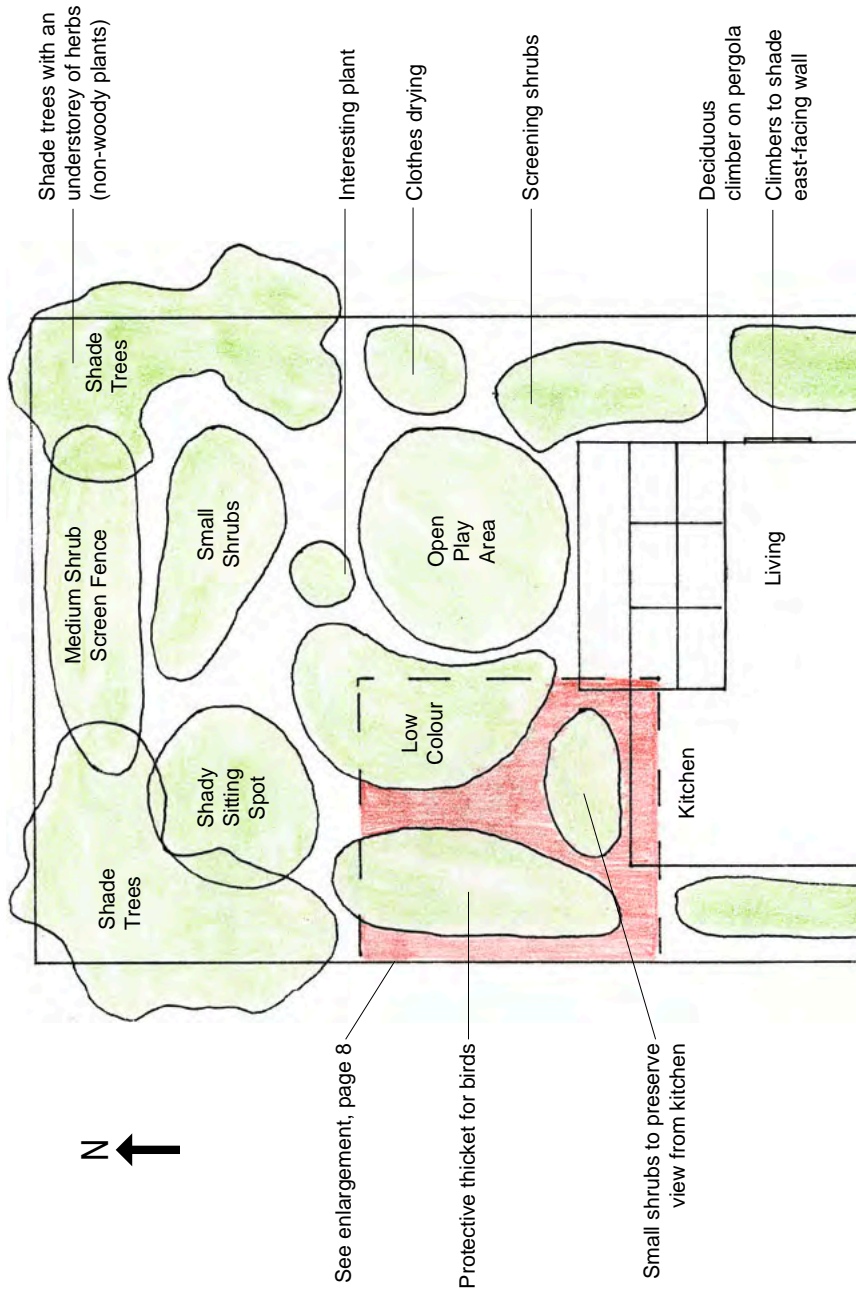 Shade trees with an
understorey of herbs
(non-woody plants)
Interesting plant
Clothes drying
Screening shrubs
Deciduous
climber on pergola
Climbers to shade
east-facing wall
Shade
Trees
Medium Shrub
Screen Fence
Small
Shrubs
Open
Play
Area
Living
Shade
Trees
Shady
Sitting
Spot
Low
Colour
Kitchen
N
See enlargement, page 8
Protective thicket for birds
Small shrubs to preserve
view from kitchen